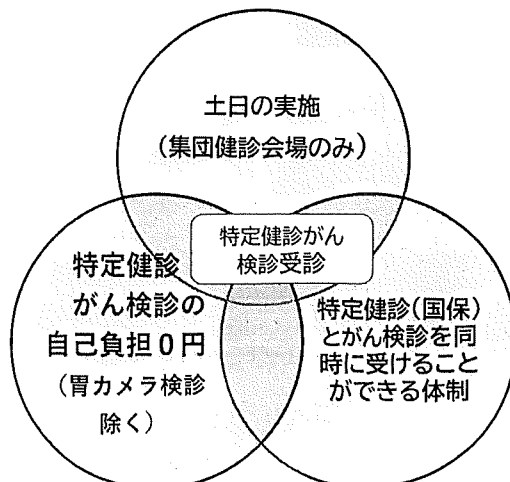 土日の実施
（集団健診会場のみ）
特定健診がん
検診受診
特定健診
がん検診の
自己負担０円
（胃カメラ検診
除く）
特定健診（国保）
とがん検診を同
時に受けること
ができる体制